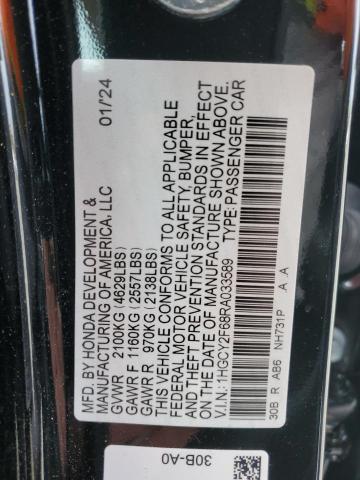 MFD. BY HONDA DEVELOPMENT &
MANUFACTURING OF AMERICA, LLC 01/24
GVWR 2100KG (4629LBS)
GAWR F 1160KG (2557LBS)
GAWR R 970KG (2138LBS)
THIS VEHICLE CONFORMS TO ALL APPLICABLE
FEDERAL MOTOR VEHICLE SAFETY, BUMPER,
AND THEFT PREVENTION STANDARDS IN EFFECT
ON THE DATE OF MANUFACTURE SHOWN ABOVE.
V.I.N.: 1HGCY2F68RA033589 TYPE: PASSENGER CAR
30B R AB6 NH731P .A .A
30B-A0